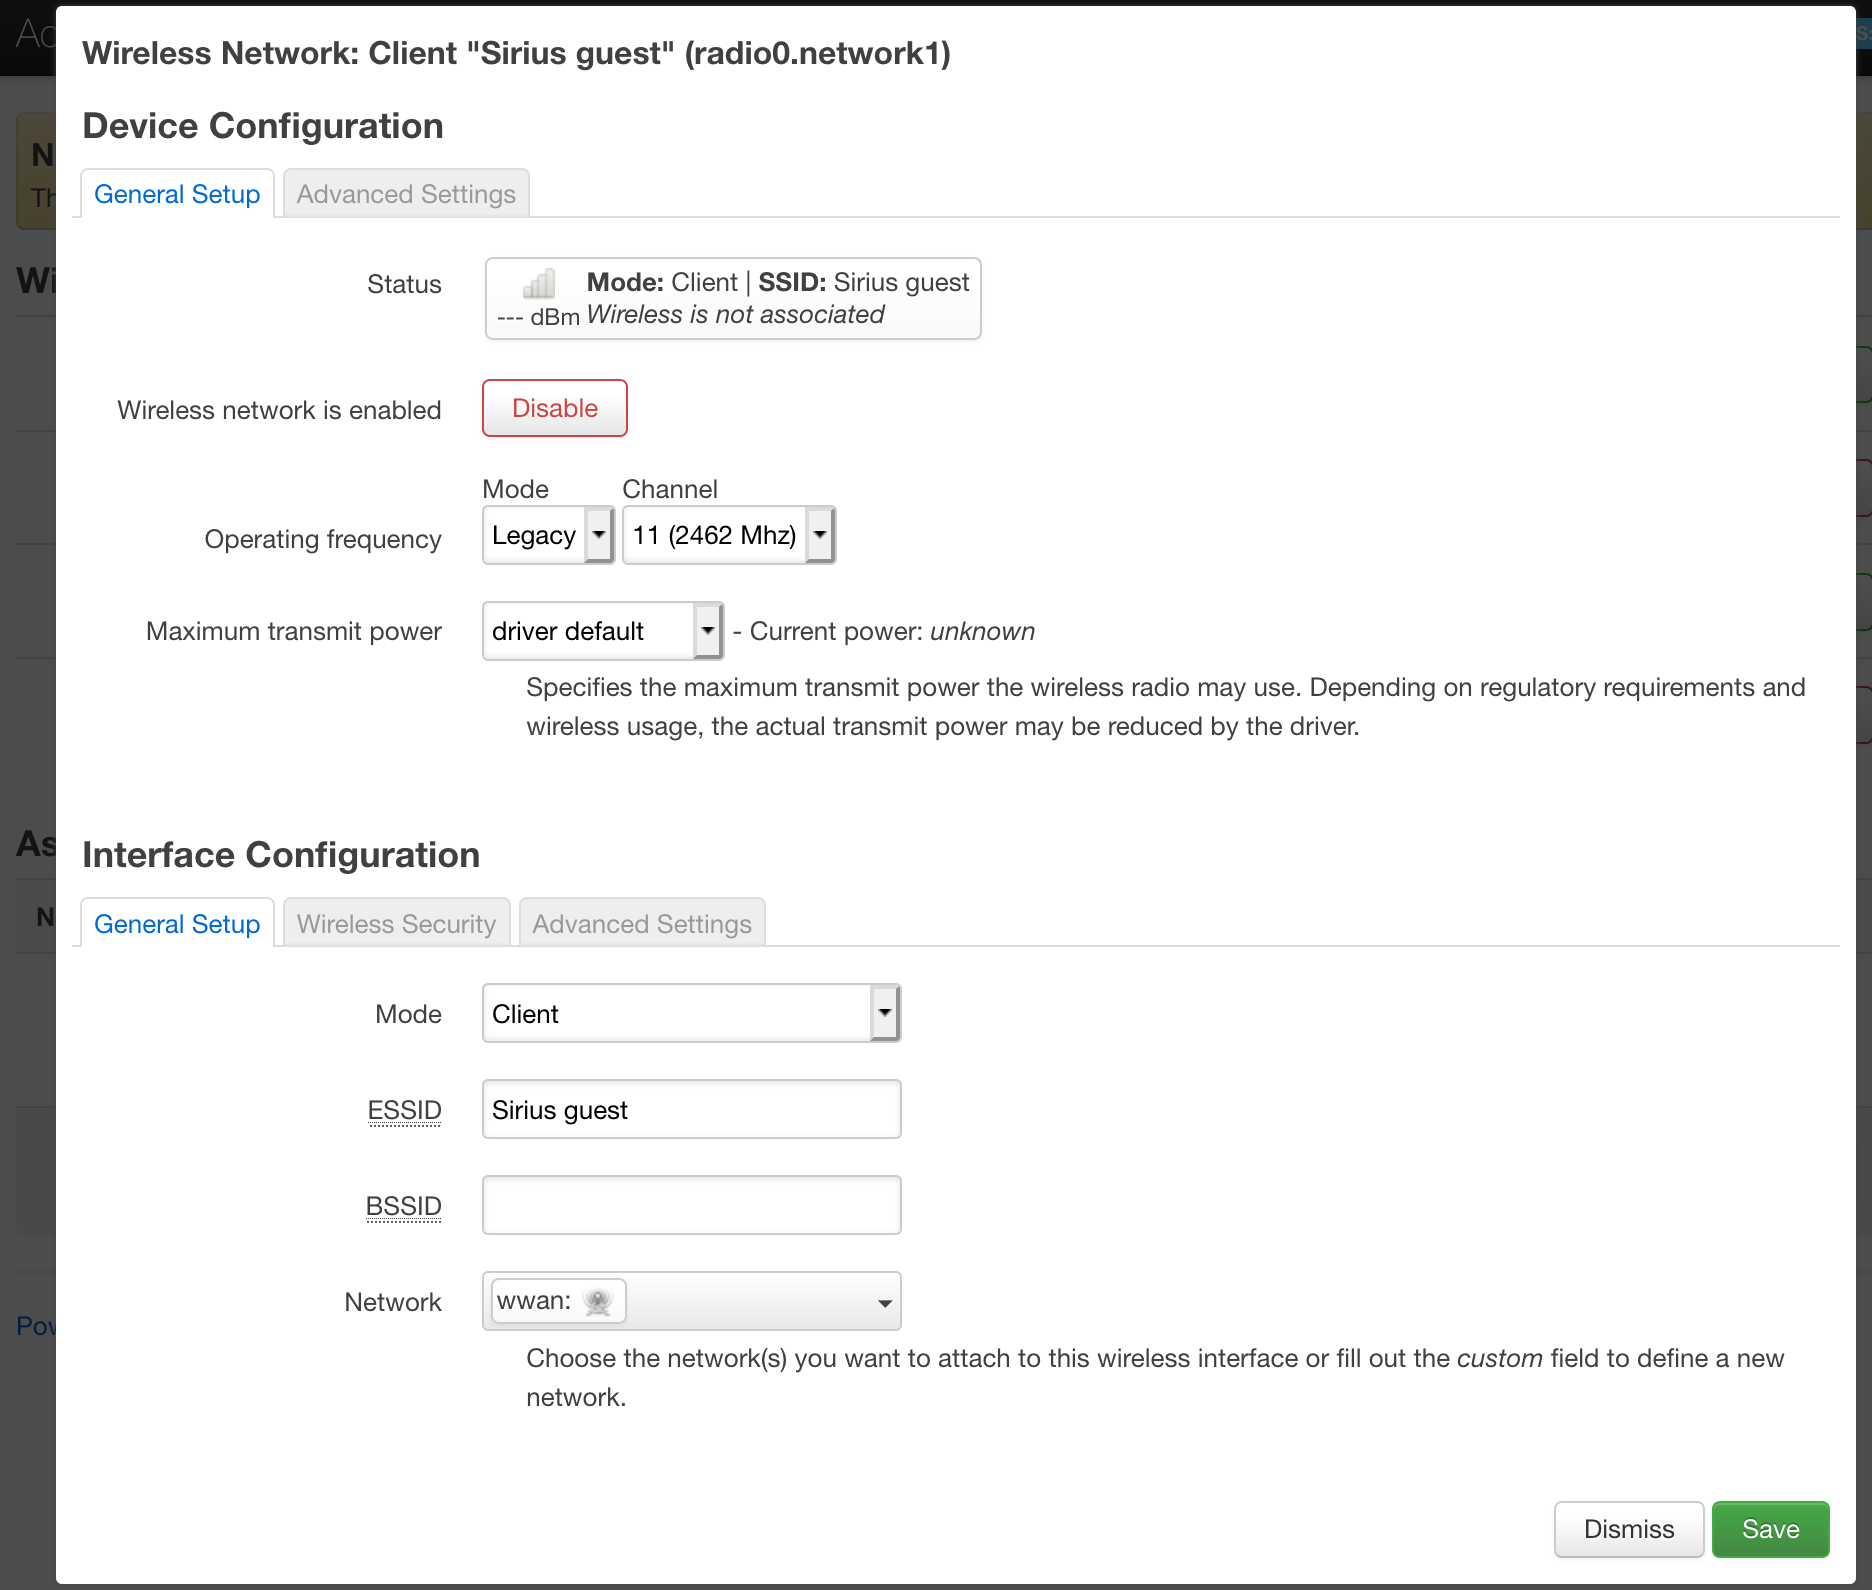 Wireless Network: Client "Sirius guest" (radio0.network1)
Device Configuration
General Setup
Advanced Settings
Status
Mode: Client | SSID: Sirius guest
--- dBm Wireless is not associated
Wireless network is enabled
Disable
Mode
Channel
Operating frequency
Legacy
11 (2462 Mhz)
Maximum transmit power
driver default
- Current power: unknown
Specifies the maximum transmit power the wireless radio may use. Depending on regulatory requirements and
wireless usage, the actual transmit power may be reduced by the driver.
Interface Configuration
General Setup
Wireless Security
Advanced Settings
Mode
Client
ESSID
Sirius guest
BSSID
Network
wwan:
Choose the network(s) you want to attach to this wireless interface or fill out the custom field to define a new
network.
Dismiss
Save